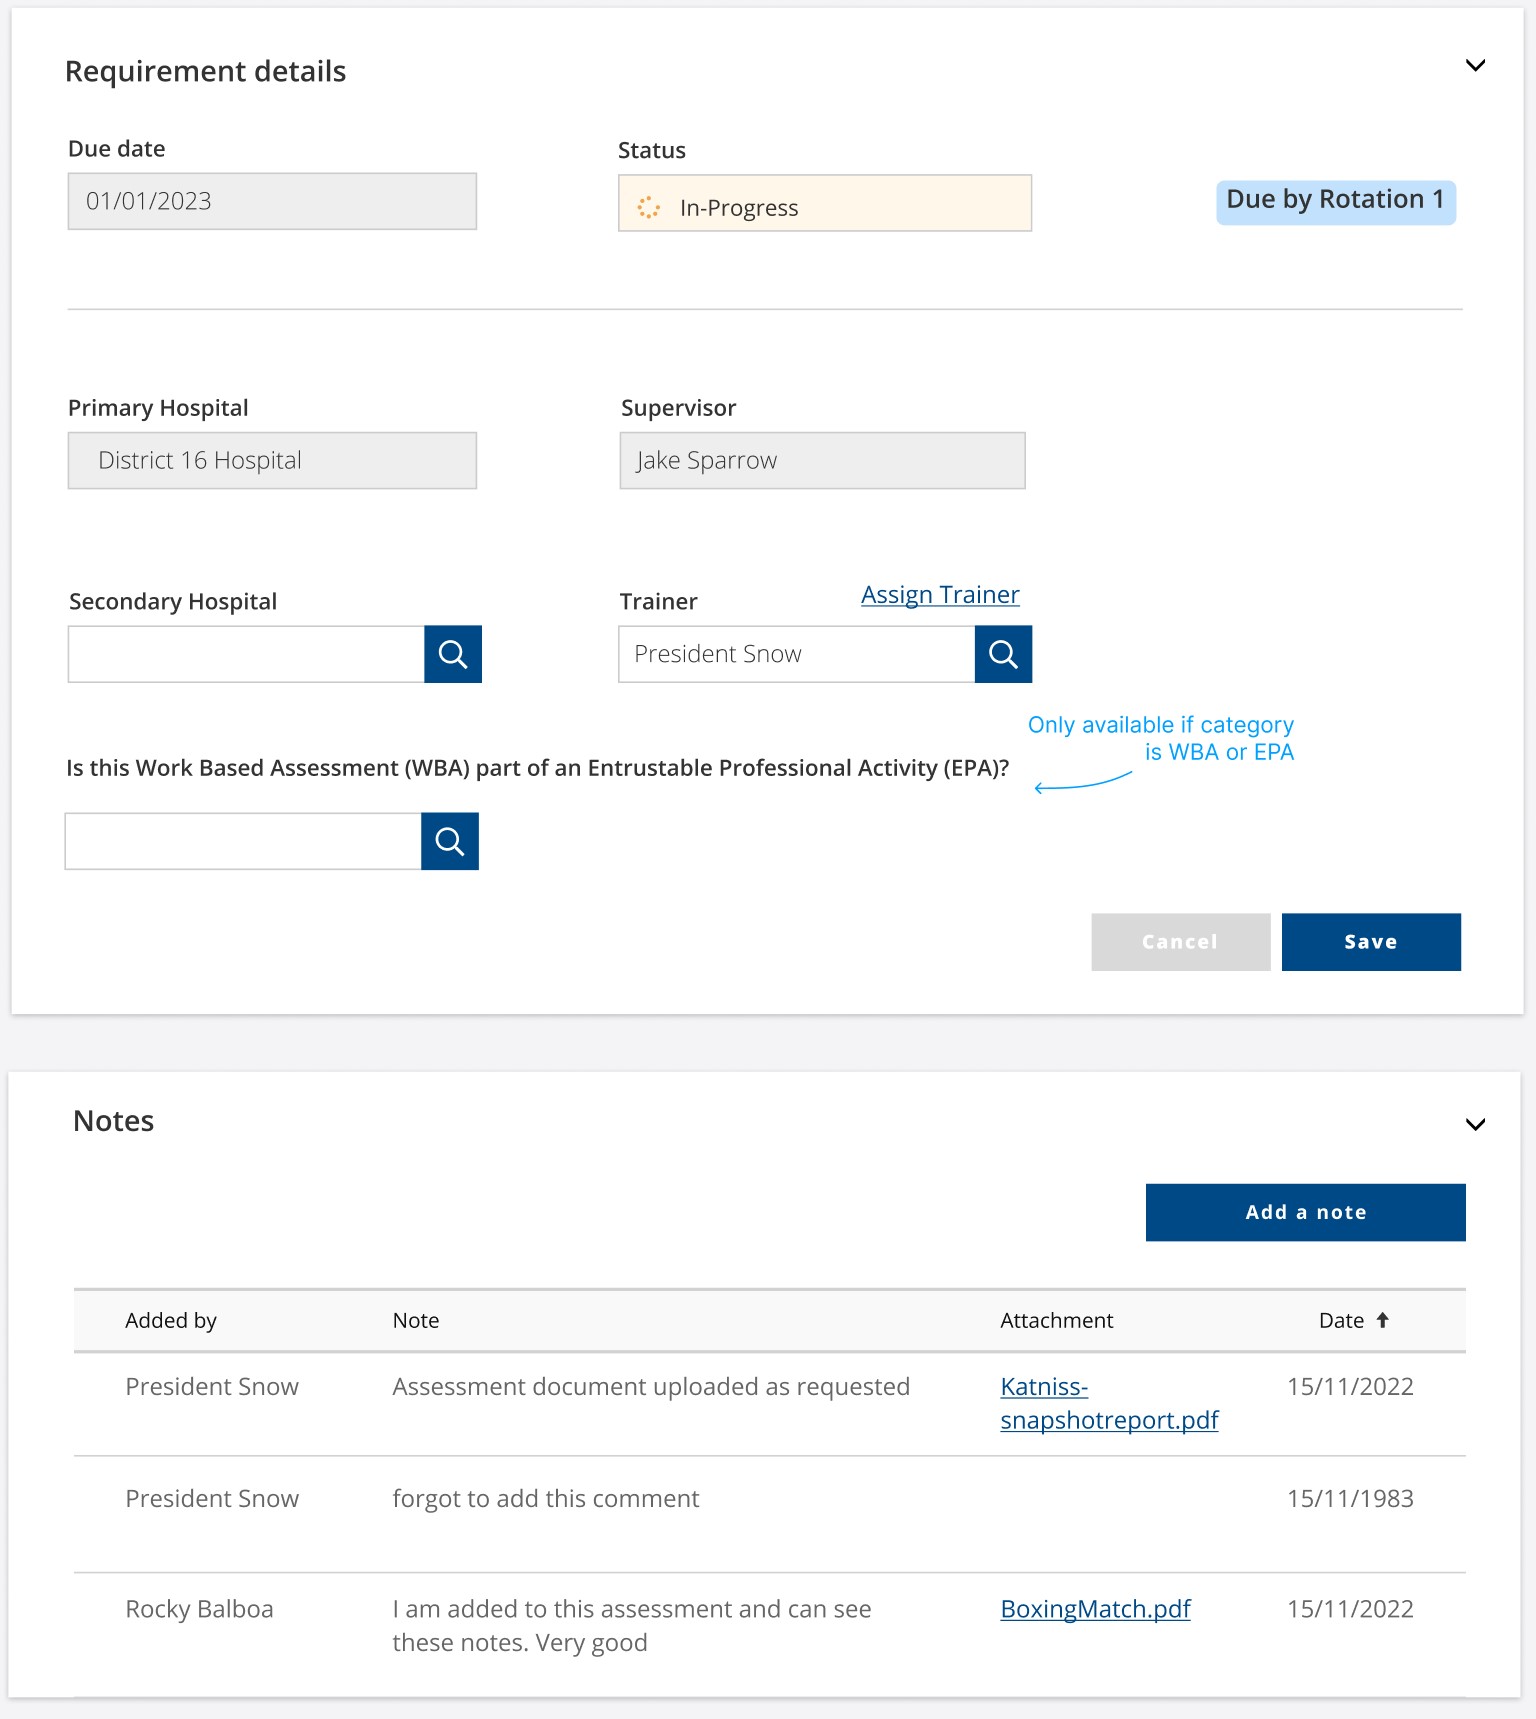 Requirement details
Due date
Status
01/01/2023
In-Progress
Due by Rotation 1
Primary Hospital
Supervisor
District 16 Hospital
Jake Sparrow
Secondary Hospital
Trainer
Assign Trainer
President Snow
Only available if category
is WBA or EPA
Is this Work Based Assessment (WBA) part of an Entrustable Professional Activity (EPA)?
Cancel
Save
Notes
Add a note
Added by
Note
Attachment
Date
President Snow
Assessment document uploaded as requested
Katniss-
snapshotreport.pdf
15/11/2022
President Snow
forgot to add this comment
15/11/1983
Rocky Balboa
I am added to this assessment and can see
these notes. Very good
BoxingMatch.pdf
15/11/2022